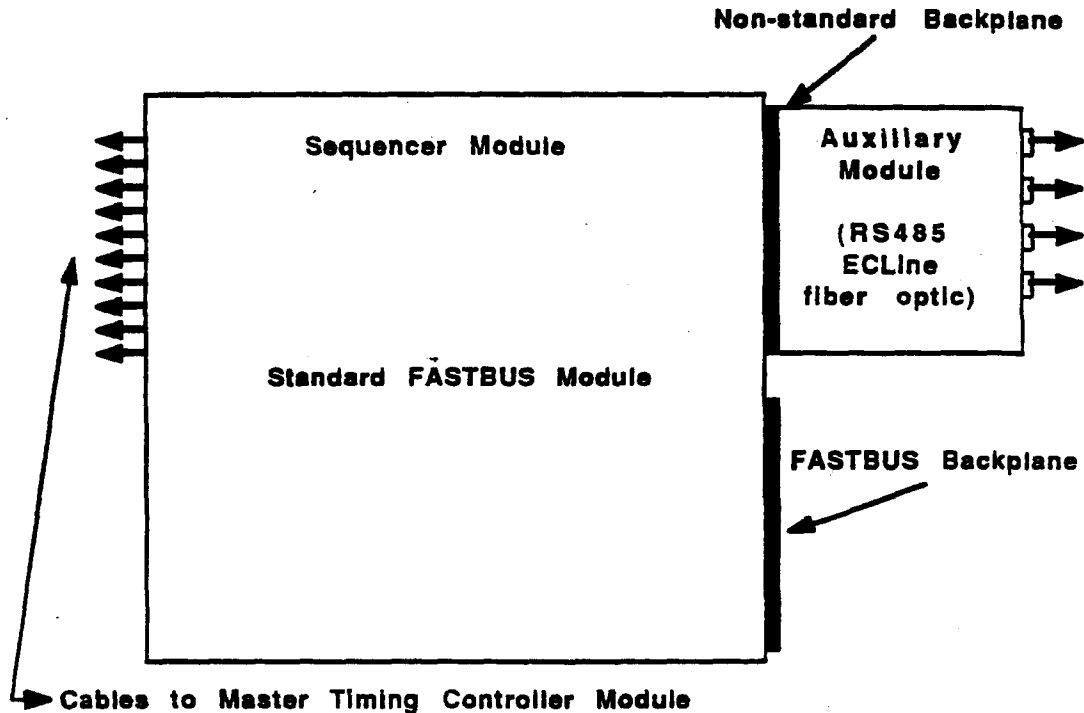 Non-standard Backplane
Sequencer Module
Auxiliary
Module
(RS485
ECLine
fiber optic)
Standard FASTBUS Module
FASTBUS Backplane
Cables to Master Timing Controller Module